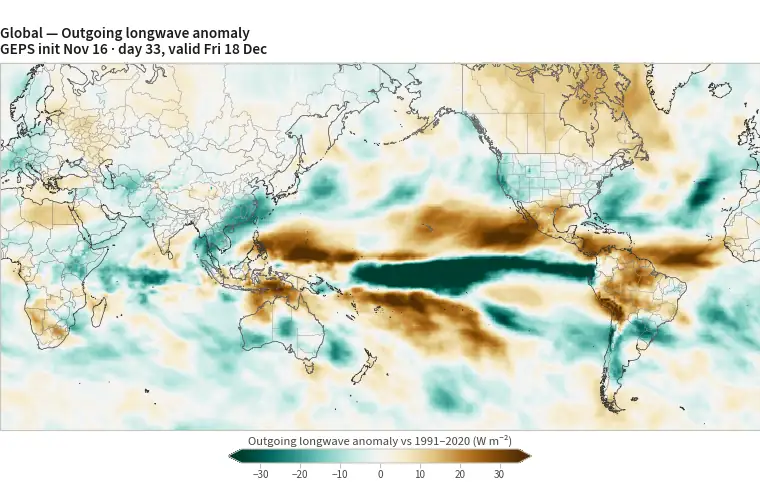 Global — Outgoing longwave anomaly
GEPS init Nov 16 · day 33, valid Fri 18 Dec
Outgoing longwave anomaly vs 1991–2020 (W m⁻²)
−30 −20 −10 0 10 20 30